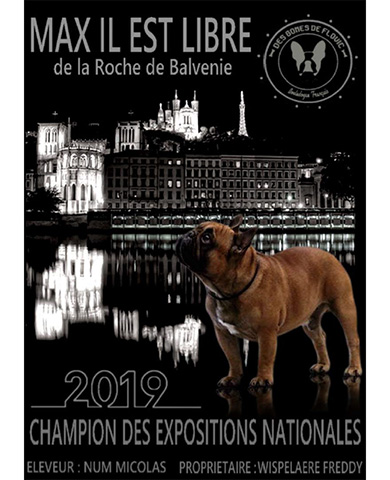 MAX IL EST LIBRE
de la Roche de Balvenie
DES BONES DE FLOVIC
Bouledogue Français
2019
CHAMPION DES EXPOSITIONS NATIONALES
ELEVEUR : NUM MICOLAS PROPRIETAIRE : WISPELAERE FREDDY